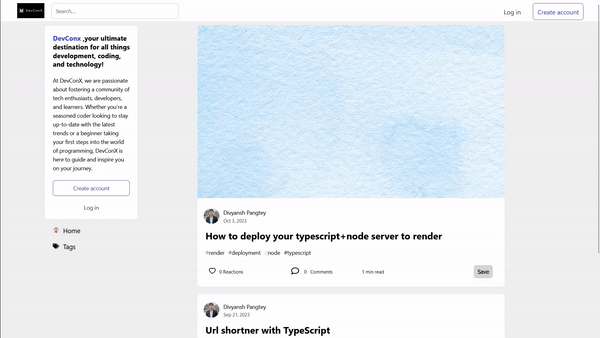 DevConX
Search...
Log in
Create account
DevConx ,your ultimate
destination for all things
development, coding,
and technology!
At DevConX, we are passionate
about fostering a community of
tech enthusiasts, developers,
and learners. Whether you're a
seasoned coder looking to stay
up-to-date with the latest
trends or a beginner taking
your first steps into the world
of programming, DevConX is
here to guide and inspire you
on your journey.
Create account
Log in
Home
Tags
Divyansh Pangtey
Oct 3, 2023
How to deploy your typescript+node server to render
#render #deployment #node #typescript
0 Reactions
0 Comments
1 min read
Save
Divyansh Pangtey
Sep 21, 2023
Url shortner with TypeScript